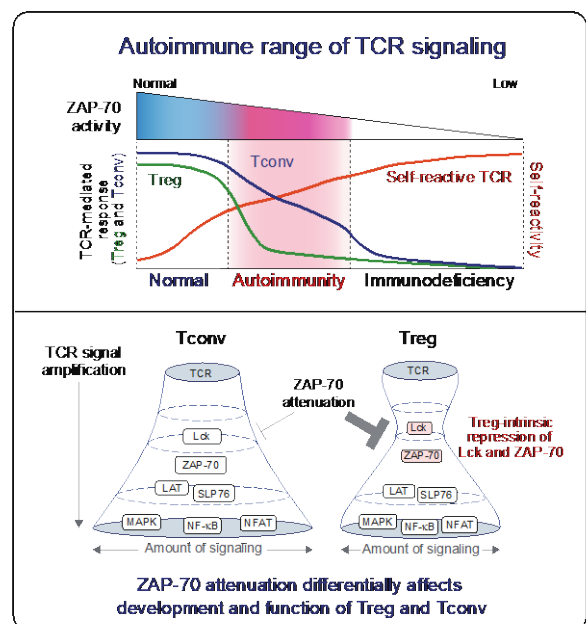 Autoimmune range of TCR signaling
Normal
Low
ZAP-70
activity
TCR-mediated
response
(Treg and Tconv)
Treg
Tconv
Self-reactive TCR
Self-reactivity
Normal
Autoimmunity
Immunodeficiency
Tconv
Treg
TCR signal
amplification
TCR
Lck
ZAP-70
LAT
SLP76
MAPK
NF-κB
NFAT
Amount of signaling
ZAP-70
attenuation
TCR
Lck
ZAP-70
LAT
SLP76
MAPK
NF-κB
NFAT
Amount of signaling
Treg-intrinsic
repression of
Lck and ZAP-70
ZAP-70 attenuation differentially affects
development and function of Treg and Tconv